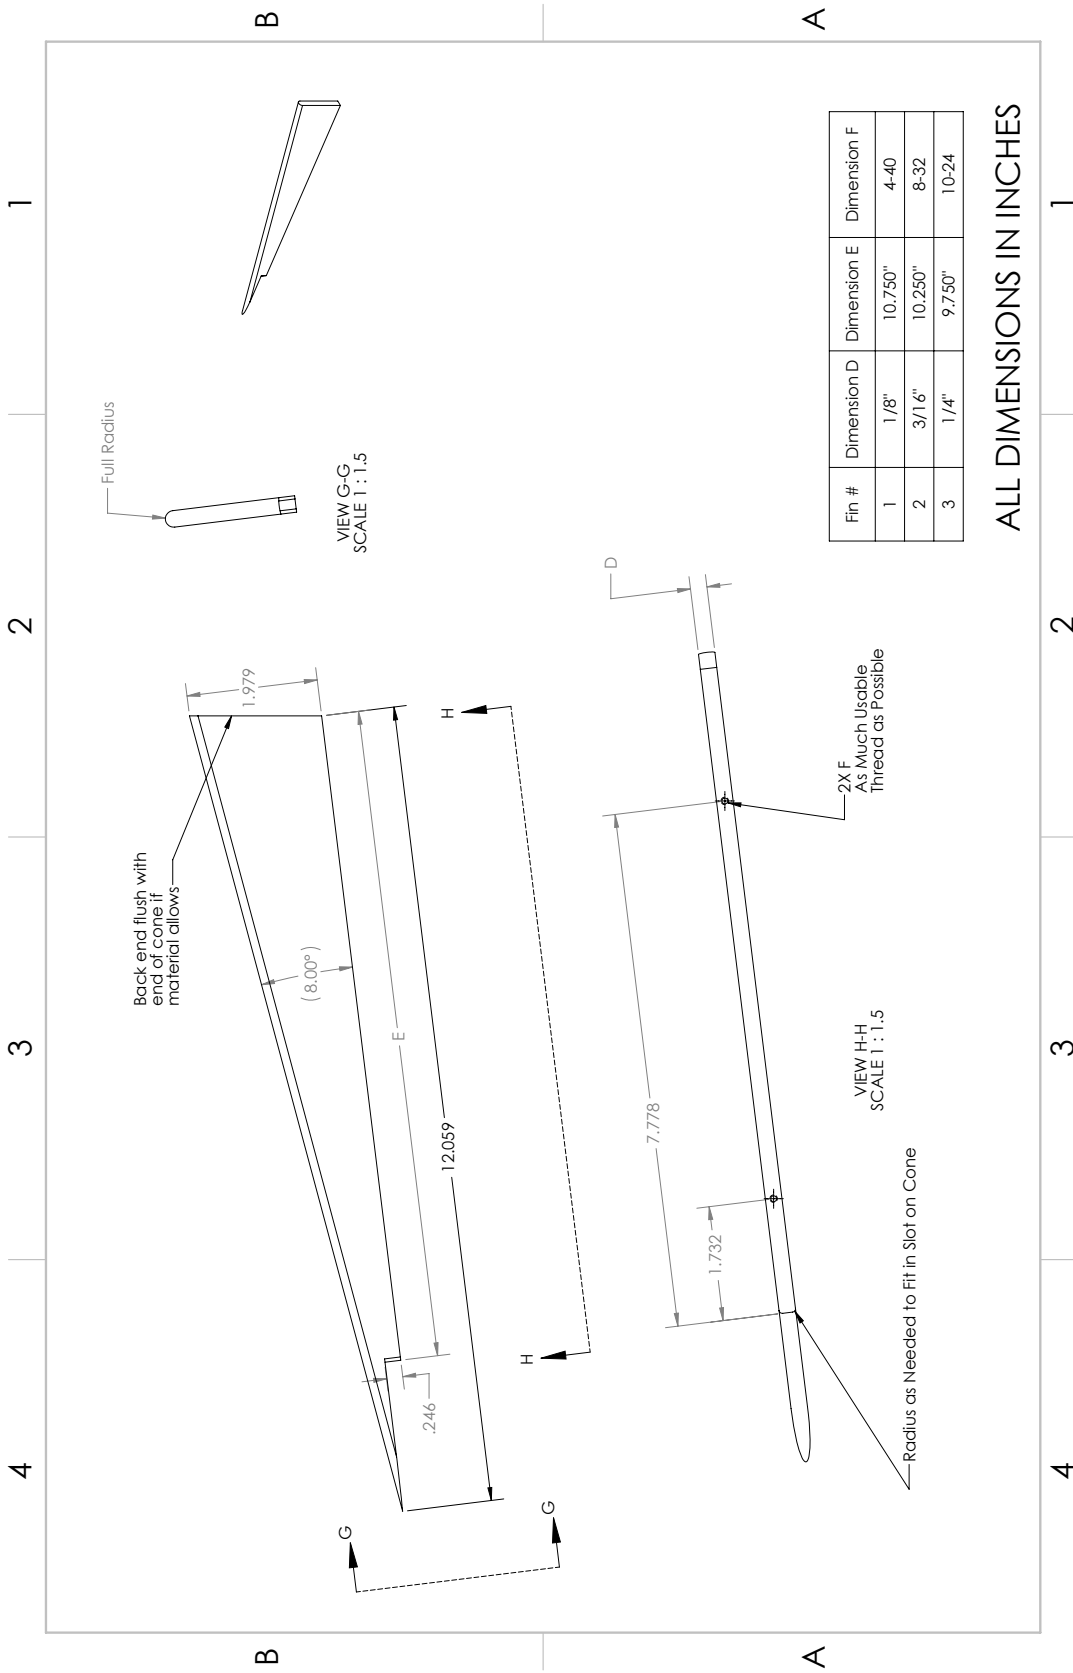 4
3
2
1
B
B
Back end flush with
end of cone if
material allows
1.979
( 8.00° )
E
12.059
.246
G
G
H
H
Full Radius
VIEW G-G
SCALE 1 : 1.5
A
A
D
7.778
1.732
2X F
As Much Usable
Thread as Possible
VIEW H-H
SCALE 1 : 1.5
Radius as Needed to Fit in Slot on Cone
Fin # Dimension D Dimension E Dimension F
1 1/8" 10.750" 4-40
2 3/16" 10.250" 8-32
3 1/4" 9.750" 10-24
ALL DIMENSIONS IN INCHES
4
3
2
1